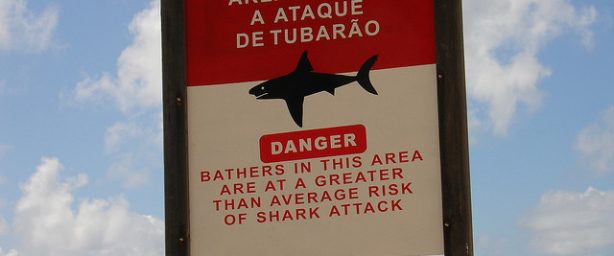 A ATAQUE
DE TUBARÃO
DANGER
BATHERS IN THIS AREA
ARE AT A GREATER
THAN AVERAGE RISK
OF SHARK ATTACK